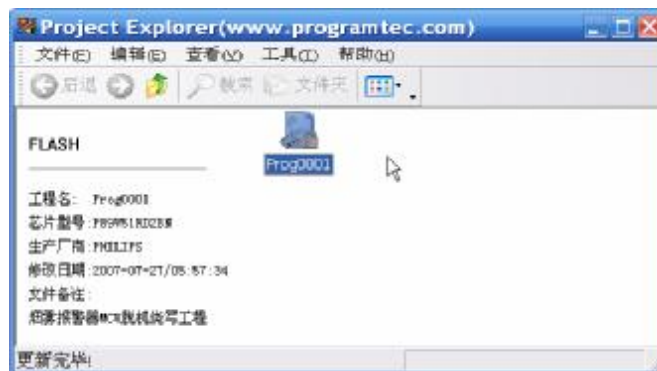 Project Explorer(www.programtec.com)
文件(E) 编辑(E) 查看(V) 工具(T) 帮助(H)
后退 搜索 文件夹
FLASH
Prog0001
工程名: Prog0001
芯片型号:
生产厂商:PHILIPS
修改日期:2007-07-27/
文件备注:
烟雾报警器MCU脱机烧写工程
更新完毕!